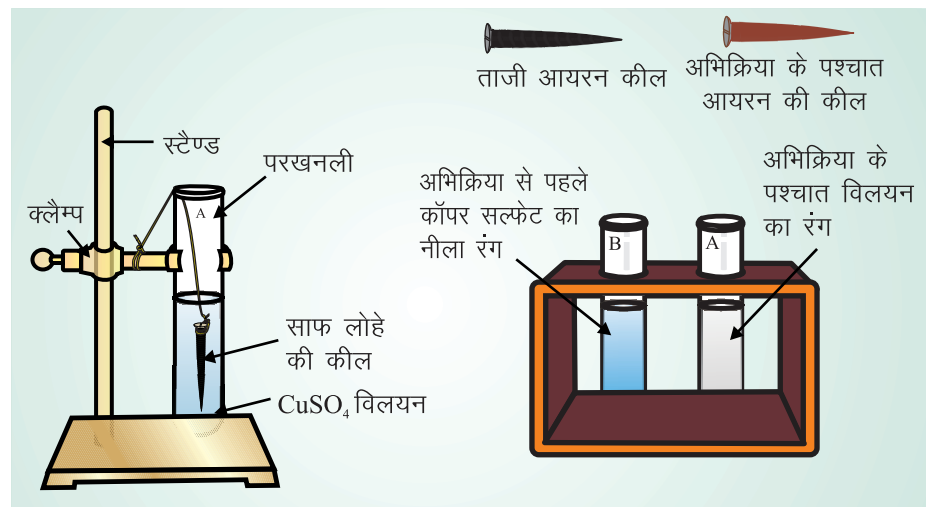 ताजी आयरन कील
अभिक्रिया के पश्चात
आयरन की कील
स्टैण्ड
परखनली
क्लैम्प
A
साफ लोहे
की कील
CuSO₄ विलयन
अभिक्रिया से पहले
कॉपर सल्फेट का
नीला रंग
अभिक्रिया के
पश्चात विलयन
का रंग
B
A